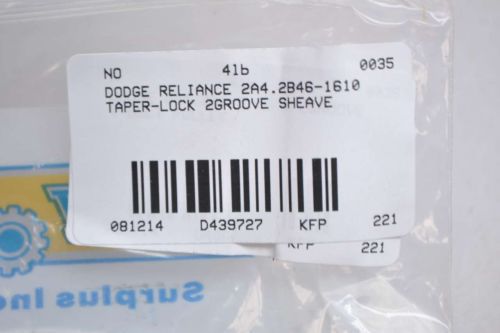 NO 4lb 0035
DODGE RELIANCE 2A4.2B46-1610
TAPER-LOCK 2GROOVE SHEAVE
081214 D439727 KFP 221
KFP 221
Surplus Inc